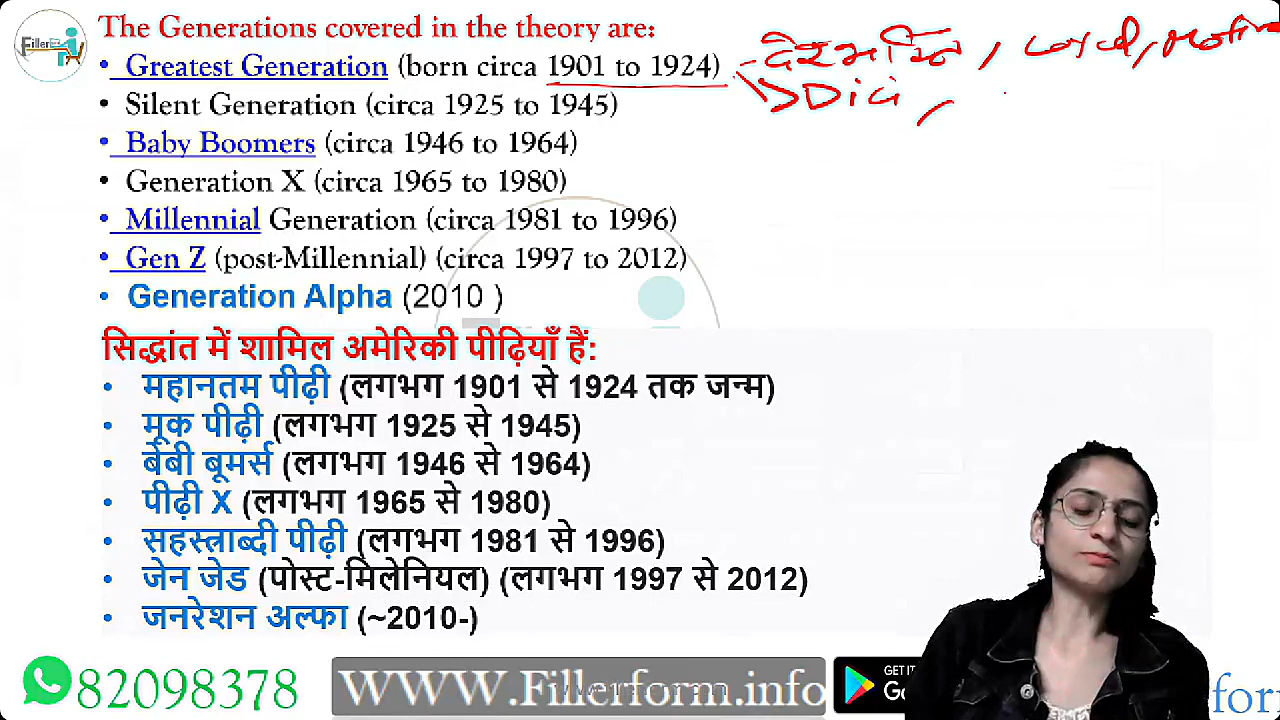 The Generations covered in the theory are:
• Greatest Generation (born circa 1901 to 1924)
• Silent Generation (circa 1925 to 1945)
• Baby Boomers (circa 1946 to 1964)
• Generation X (circa 1965 to 1980)
• Millennial Generation (circa 1981 to 1996)
• Gen Z (post-Millennial) (circa 1997 to 2012)
• Generation Alpha (2010 )
सिद्धांत में शामिल अमेरिकी पीढ़ियाँ हैं:
• महानतम पीढ़ी (लगभग 1901 से 1924 तक जन्म)
• मूक पीढ़ी (लगभग 1925 से 1945)
• बेबी बूमर्स (लगभग 1946 से 1964)
• पीढ़ी X (लगभग 1965 से 1980)
• सहस्त्राब्दी पीढ़ी (लगभग 1981 से 1996)
• जेन जेड (पोस्ट-मिलेनियल) (लगभग 1997 से 2012)
• जनरेशन अल्फा (~2010-)
82098378
WWW.Fillerform.info
GET IT